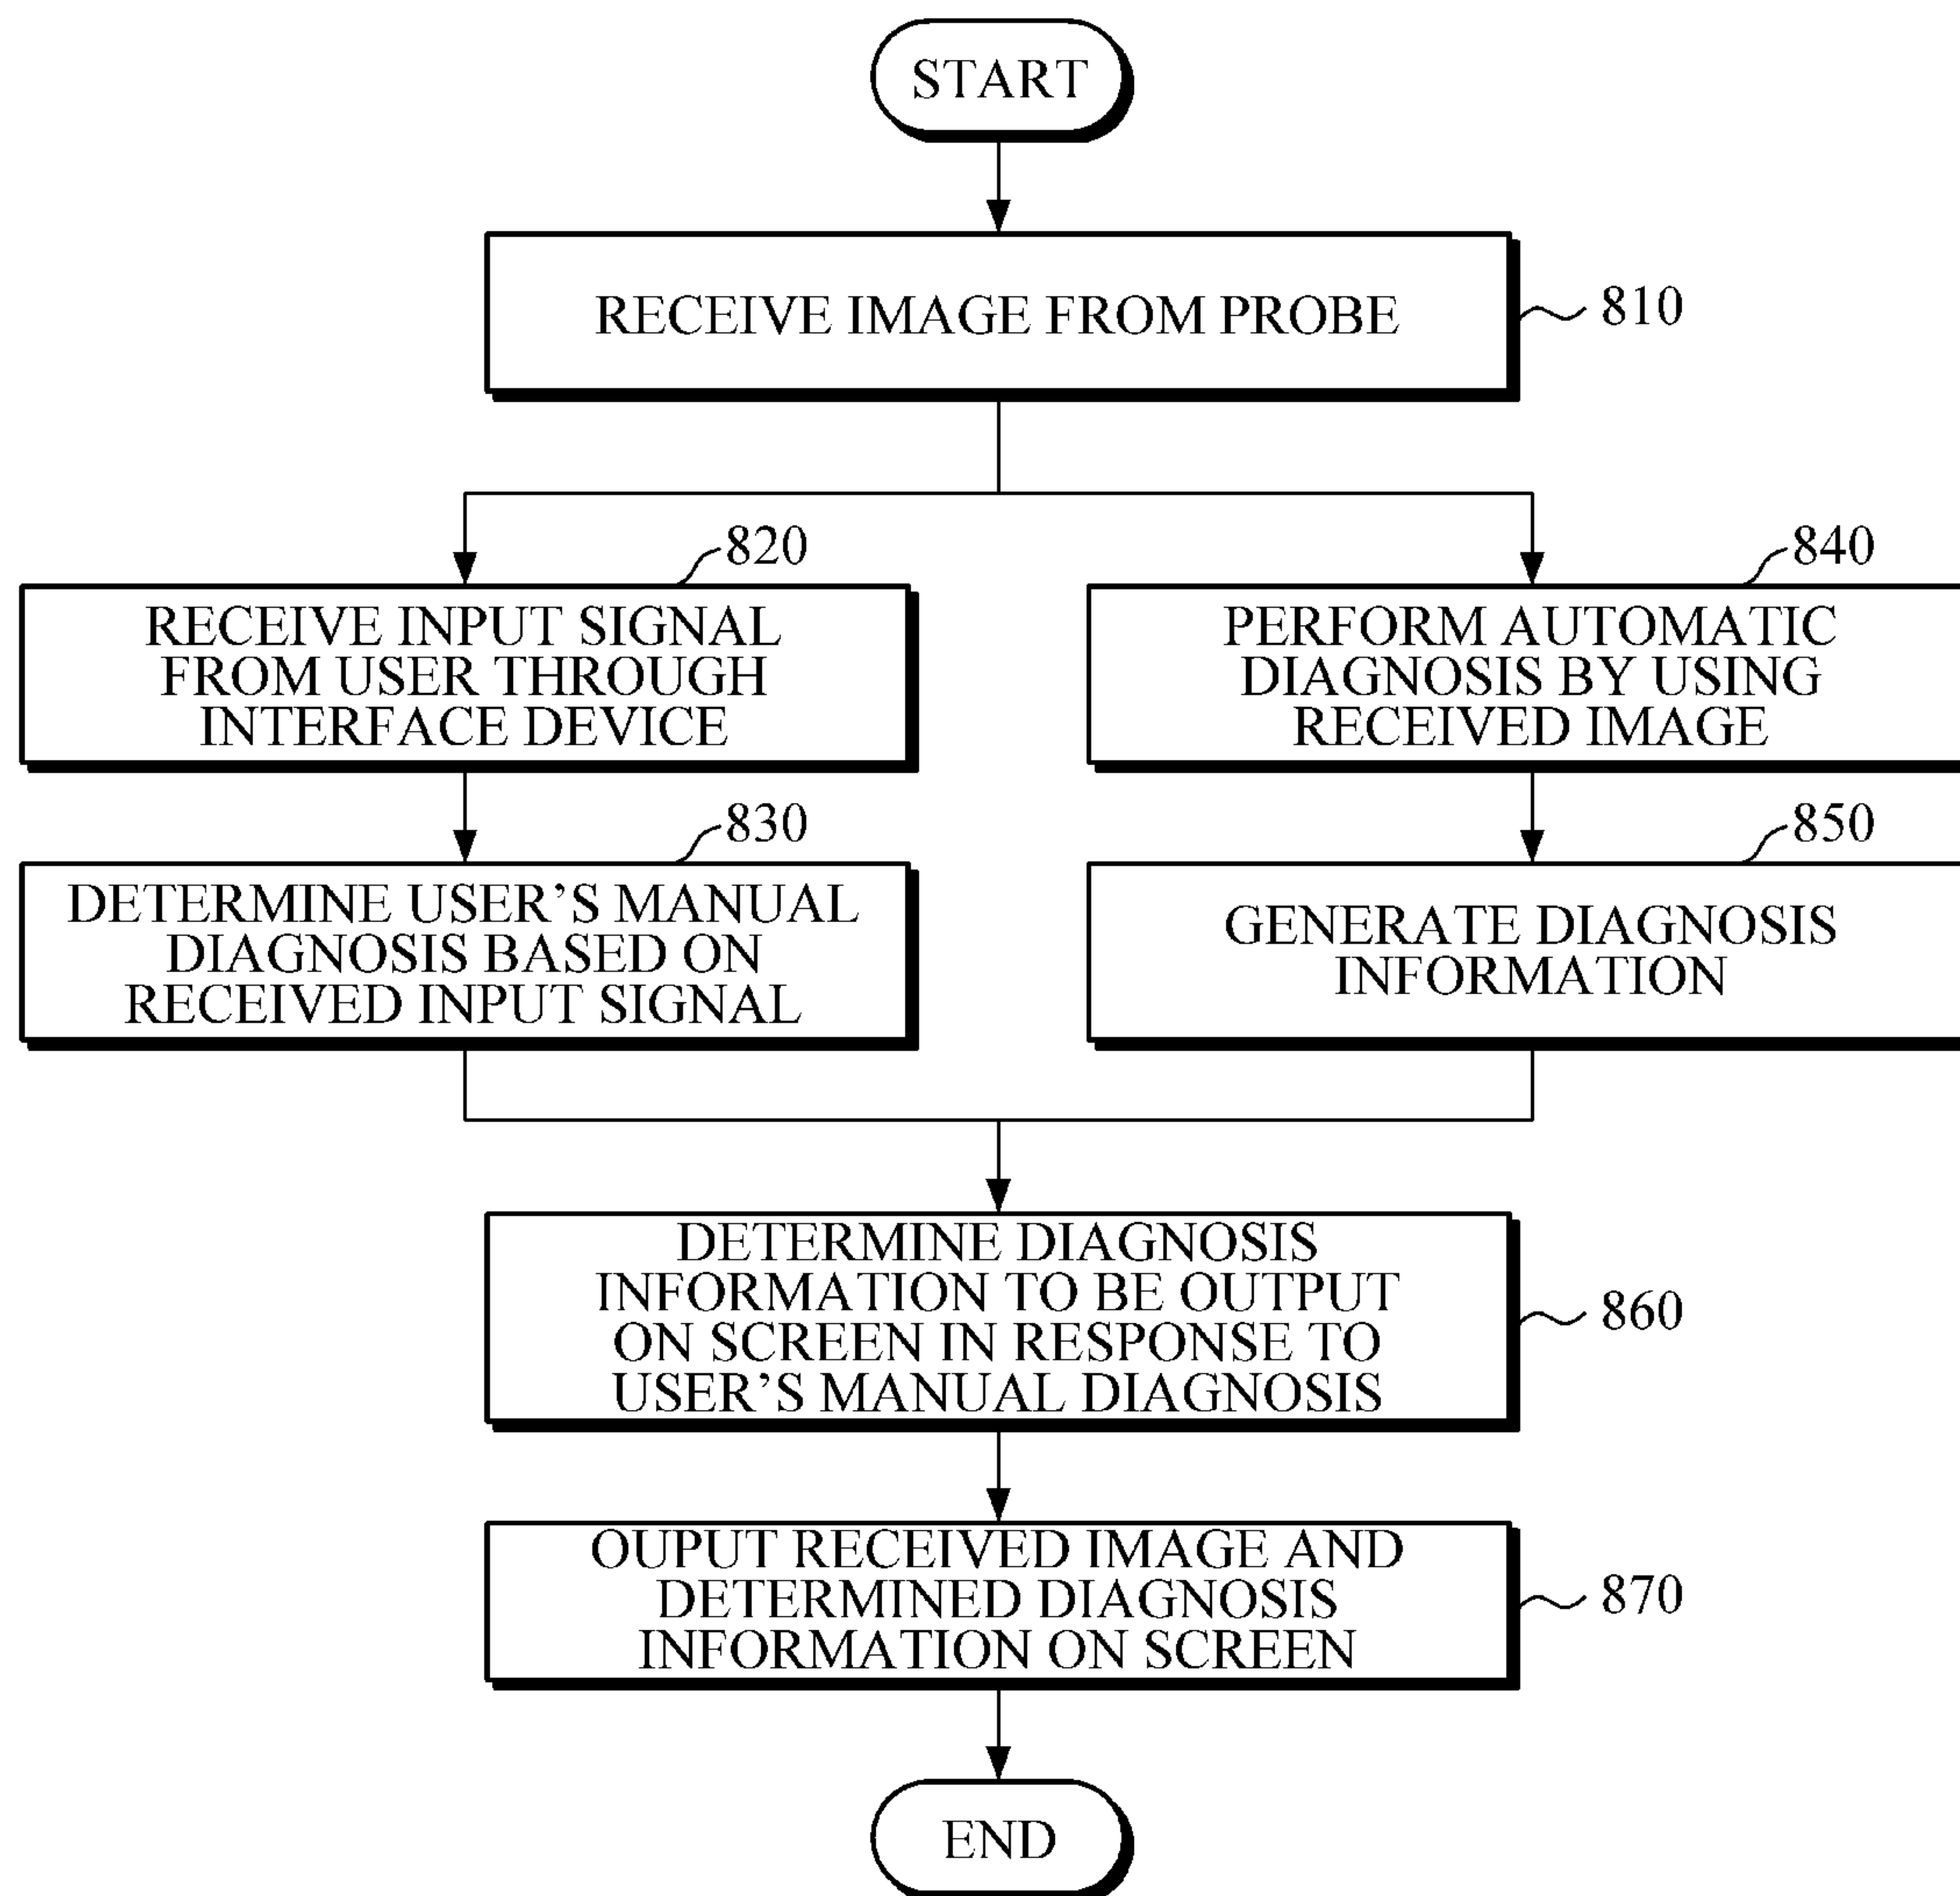 START
RECEIVE IMAGE FROM PROBE
810
820
RECEIVE INPUT SIGNAL
FROM USER THROUGH
INTERFACE DEVICE
840
PERFORM AUTOMATIC
DIAGNOSIS BY USING
RECEIVED IMAGE
830
DETERMINE USER'S MANUAL
DIAGNOSIS BASED ON
RECEIVED INPUT SIGNAL
850
GENERATE DIAGNOSIS
INFORMATION
DETERMINE DIAGNOSIS
INFORMATION TO BE OUTPUT
ON SCREEN IN RESPONSE TO
USER'S MANUAL DIAGNOSIS
860
OUPUT RECEIVED IMAGE AND
DETERMINED DIAGNOSIS
INFORMATION ON SCREEN
870
END